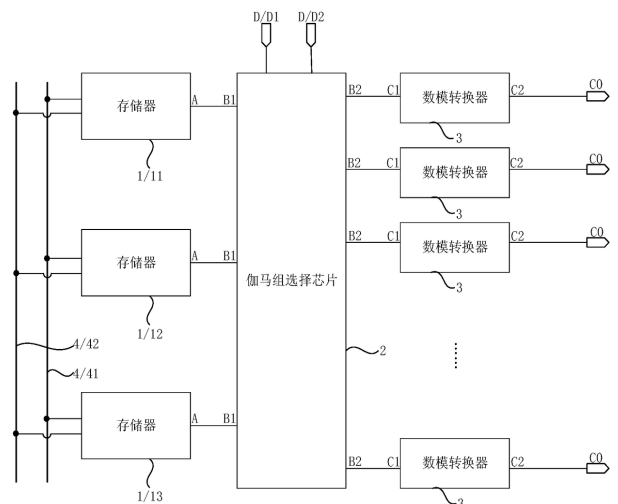 D/D1 D/D2
存储器
A B1
1/11
B2 C1 数模转换器 C2 C0
3
B2 C1 数模转换器 C2 C0
3
B2 C1 数模转换器 C2 C0
3
存储器
A B1
1/12
伽马组选择芯片
2
4/42
4/41
存储器
A B1
1/13
B2 C1 数模转换器 C2 C0
3